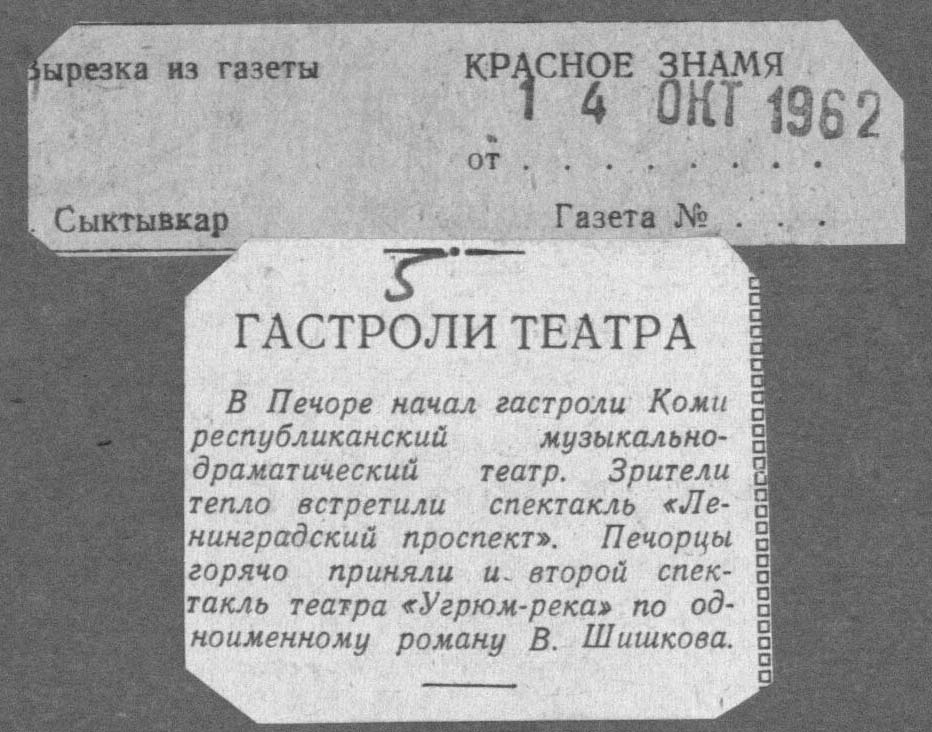 Вырезка из газеты КРАСНОЕ ЗНАМЯ
14 ОКТ 1962
от . . . . . . . .
Сыктывкар Газета № . . .
5
ГАСТРОЛИ ТЕАТРА
В Печоре начал гастроли Коми
республиканский музыкально-
драматический театр. Зрители
тепло встретили спектакль «Ле-
нинградский проспект». Печорцы
горячо приняли и второй спек-
такль театра «Угрюм-река» по од-
ноименному роману В. Шишкова.